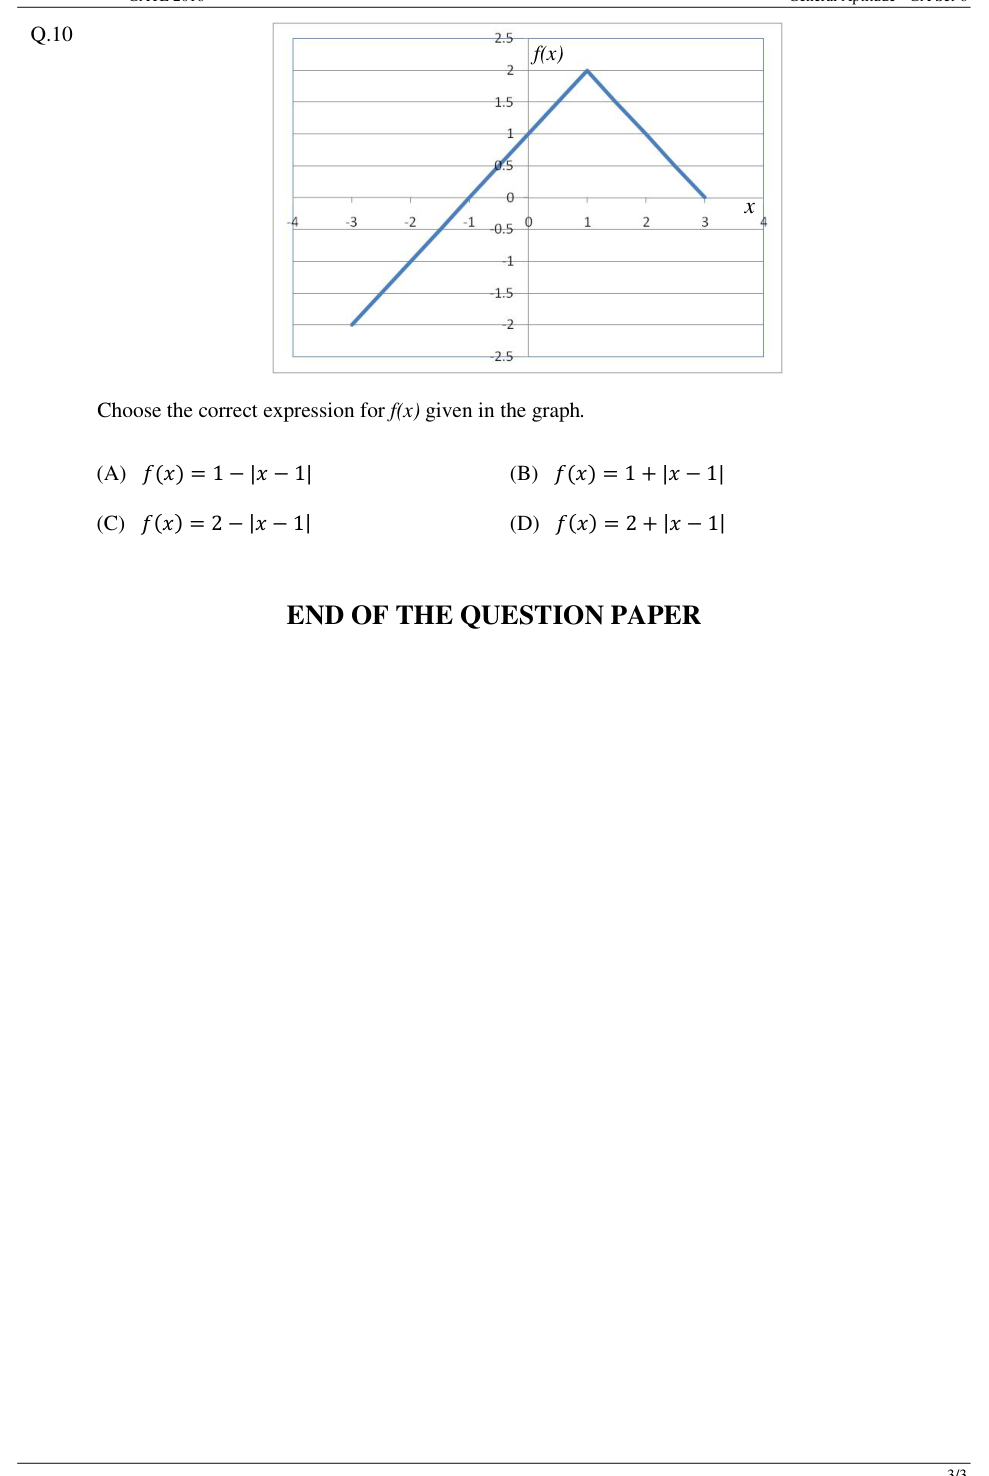 Q.10
2.5
f(x)
2
1.5
1
0.5
0
x
-4 -3 -2 -1 0 1 2 3 4
-0.5
-1
-1.5
-2
-2.5
Choose the correct expression for f(x) given in the graph.
(A) f(x) = 1 − |x − 1| (B) f(x) = 1 + |x − 1|
(C) f(x) = 2 − |x − 1| (D) f(x) = 2 + |x − 1|
END OF THE QUESTION PAPER
3/3